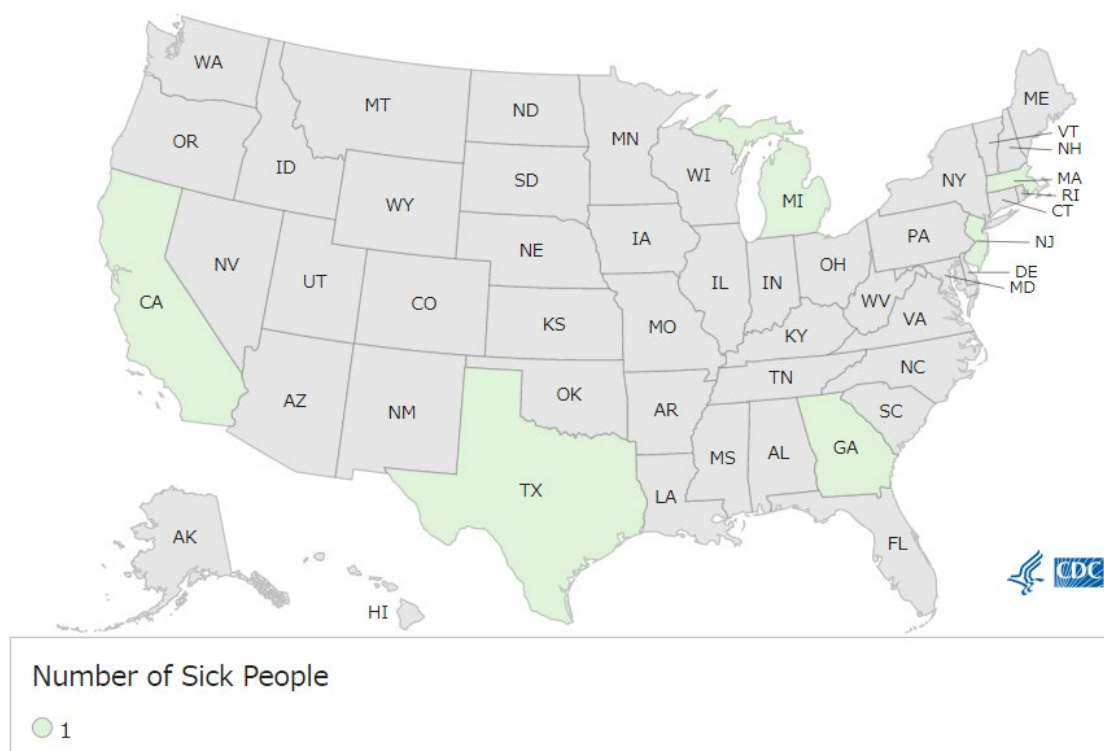 WA
MT
ND
MN
ME
VT
NH
OR
ID
SD
WI
NY
MA
RI
CT
WY
MI
IA
PA
NJ
NE
NV
UT
CO
IL
IN
OH
DE
MD
CA
KS
MO
WV
VA
KY
NC
TN
AZ
NM
OK
AR
SC
MS
AL
GA
TX
LA
AK
FL
HI
CDC
Number of Sick People
1